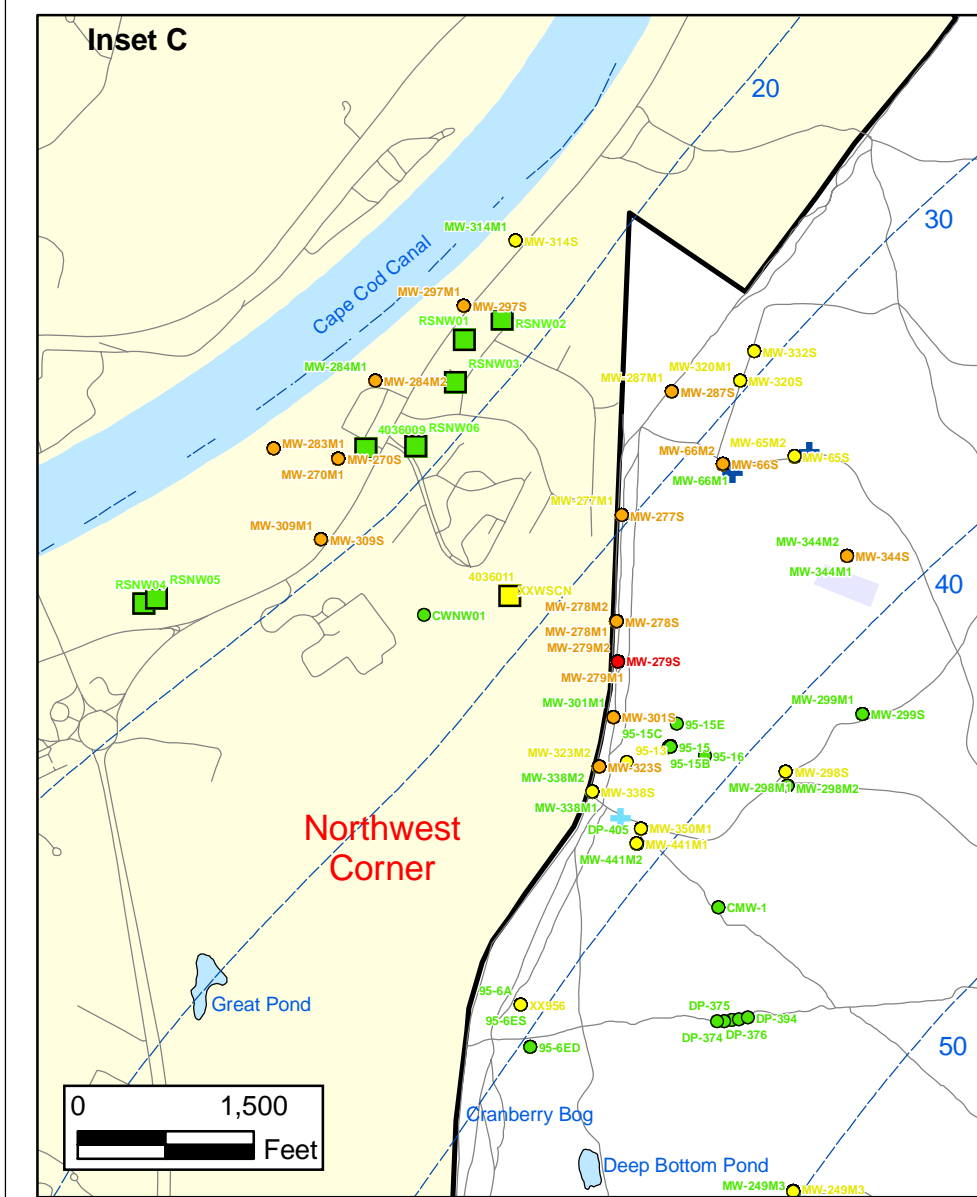 Inset C
20
30
MW-314M1
MW-314S
Cape Cod Canal
MW-297M1
MW-297S
RSNW01
RSNW02
MW-332S
MW-320M1
MW-320S
MW-284M1
MW-284M2
RSNW03
MW-287M1
MW-287S
4036009
RSNW06
MW-283M1
MW-270S
MW-270M1
MW-66M2
MW-65M2
MW-66S
MW-65S
MW-66M1
MW-277M1
MW-277S
MW-309M1
MW-309S
MW-344M2
MW-344S
MW-344M1
40
RSNW04
RSNW05
4036011
XXWSCN
CWNW01
MW-278M2
MW-278S
MW-278M1
MW-279M2
MW-279S
MW-279M1
MW-301M1
MW-301S
MW-299M1
MW-299S
95-15E
95-15C
95-15
95-15B
95-16
95-13
MW-323M2
MW-323S
MW-338M2
MW-338S
MW-338M1
MW-298S
MW-298M1
MW-298M2
DP-405
MW-350M1
MW-441M1
MW-441M2
Northwest
Corner
CMW-1
Great Pond
95-6A
XX956
95-6ES
95-6ED
DP-375
DP-394
DP-374
DP-376
50
0
1,500
Feet
Cranberry Bog
Deep Bottom Pond
MW-249M3
MW-249M3